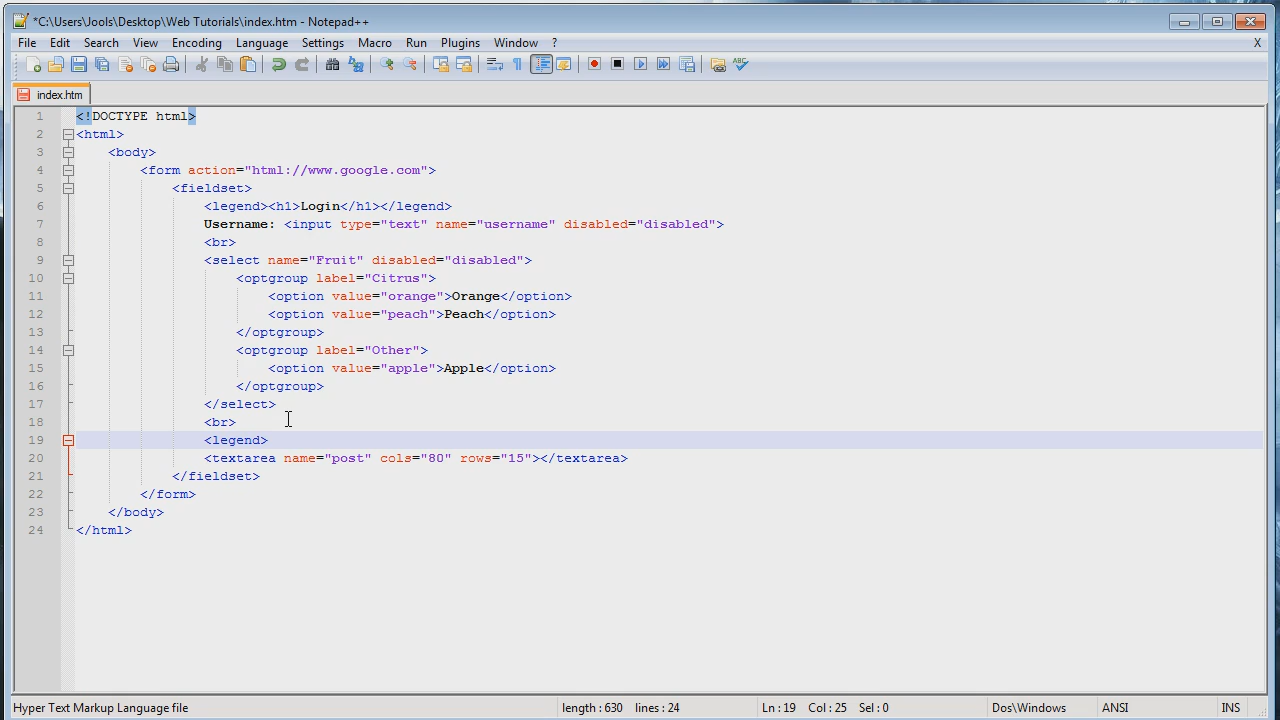 *C:\Users\Jools\Desktop\Web Tutorials\index.htm - Notepad++
File Edit Search View Encoding Language Settings Macro Run Plugins Window ? X
index.htm
1 <!DOCTYPE html>
2 <html>
3 <body>
4 <form action="html://www.google.com">
5 <fieldset>
6 <legend><h1>Login</h1></legend>
7 Username: <input type="text" name="username" disabled="disabled">
8 <br>
9 <select name="Fruit" disabled="disabled">
10 <optgroup label="Citrus">
11 <option value="orange">Orange</option>
12 <option value="peach">Peach</option>
13 </optgroup>
14 <optgroup label="Other">
15 <option value="apple">Apple</option>
16 </optgroup>
17 </select>
18 <br>
19 <legend>
20 <textarea name="post" cols="80" rows="15"></textarea>
21 </fieldset>
22 </form>
23 </body>
24 </html>
Hyper Text Markup Language file length : 630 lines : 24 Ln : 19 Col : 25 Sel : 0 Dos\Windows ANSI INS